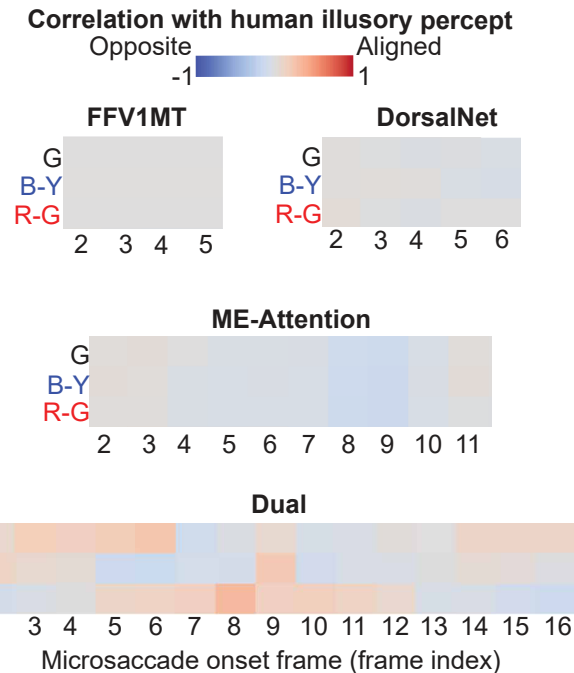 Correlation with human illusory percept
Opposite Aligned
-1 1
FFV1MT DorsalNet
G G
B-Y B-Y
R-G R-G
2 3 4 5 2 3 4 5 6
ME-Attention
G
B-Y
R-G
2 3 4 5 6 7 8 9 10 11
Dual
3 4 5 6 7 8 9 10 11 12 13 14 15 16
Microsaccade onset frame (frame index)